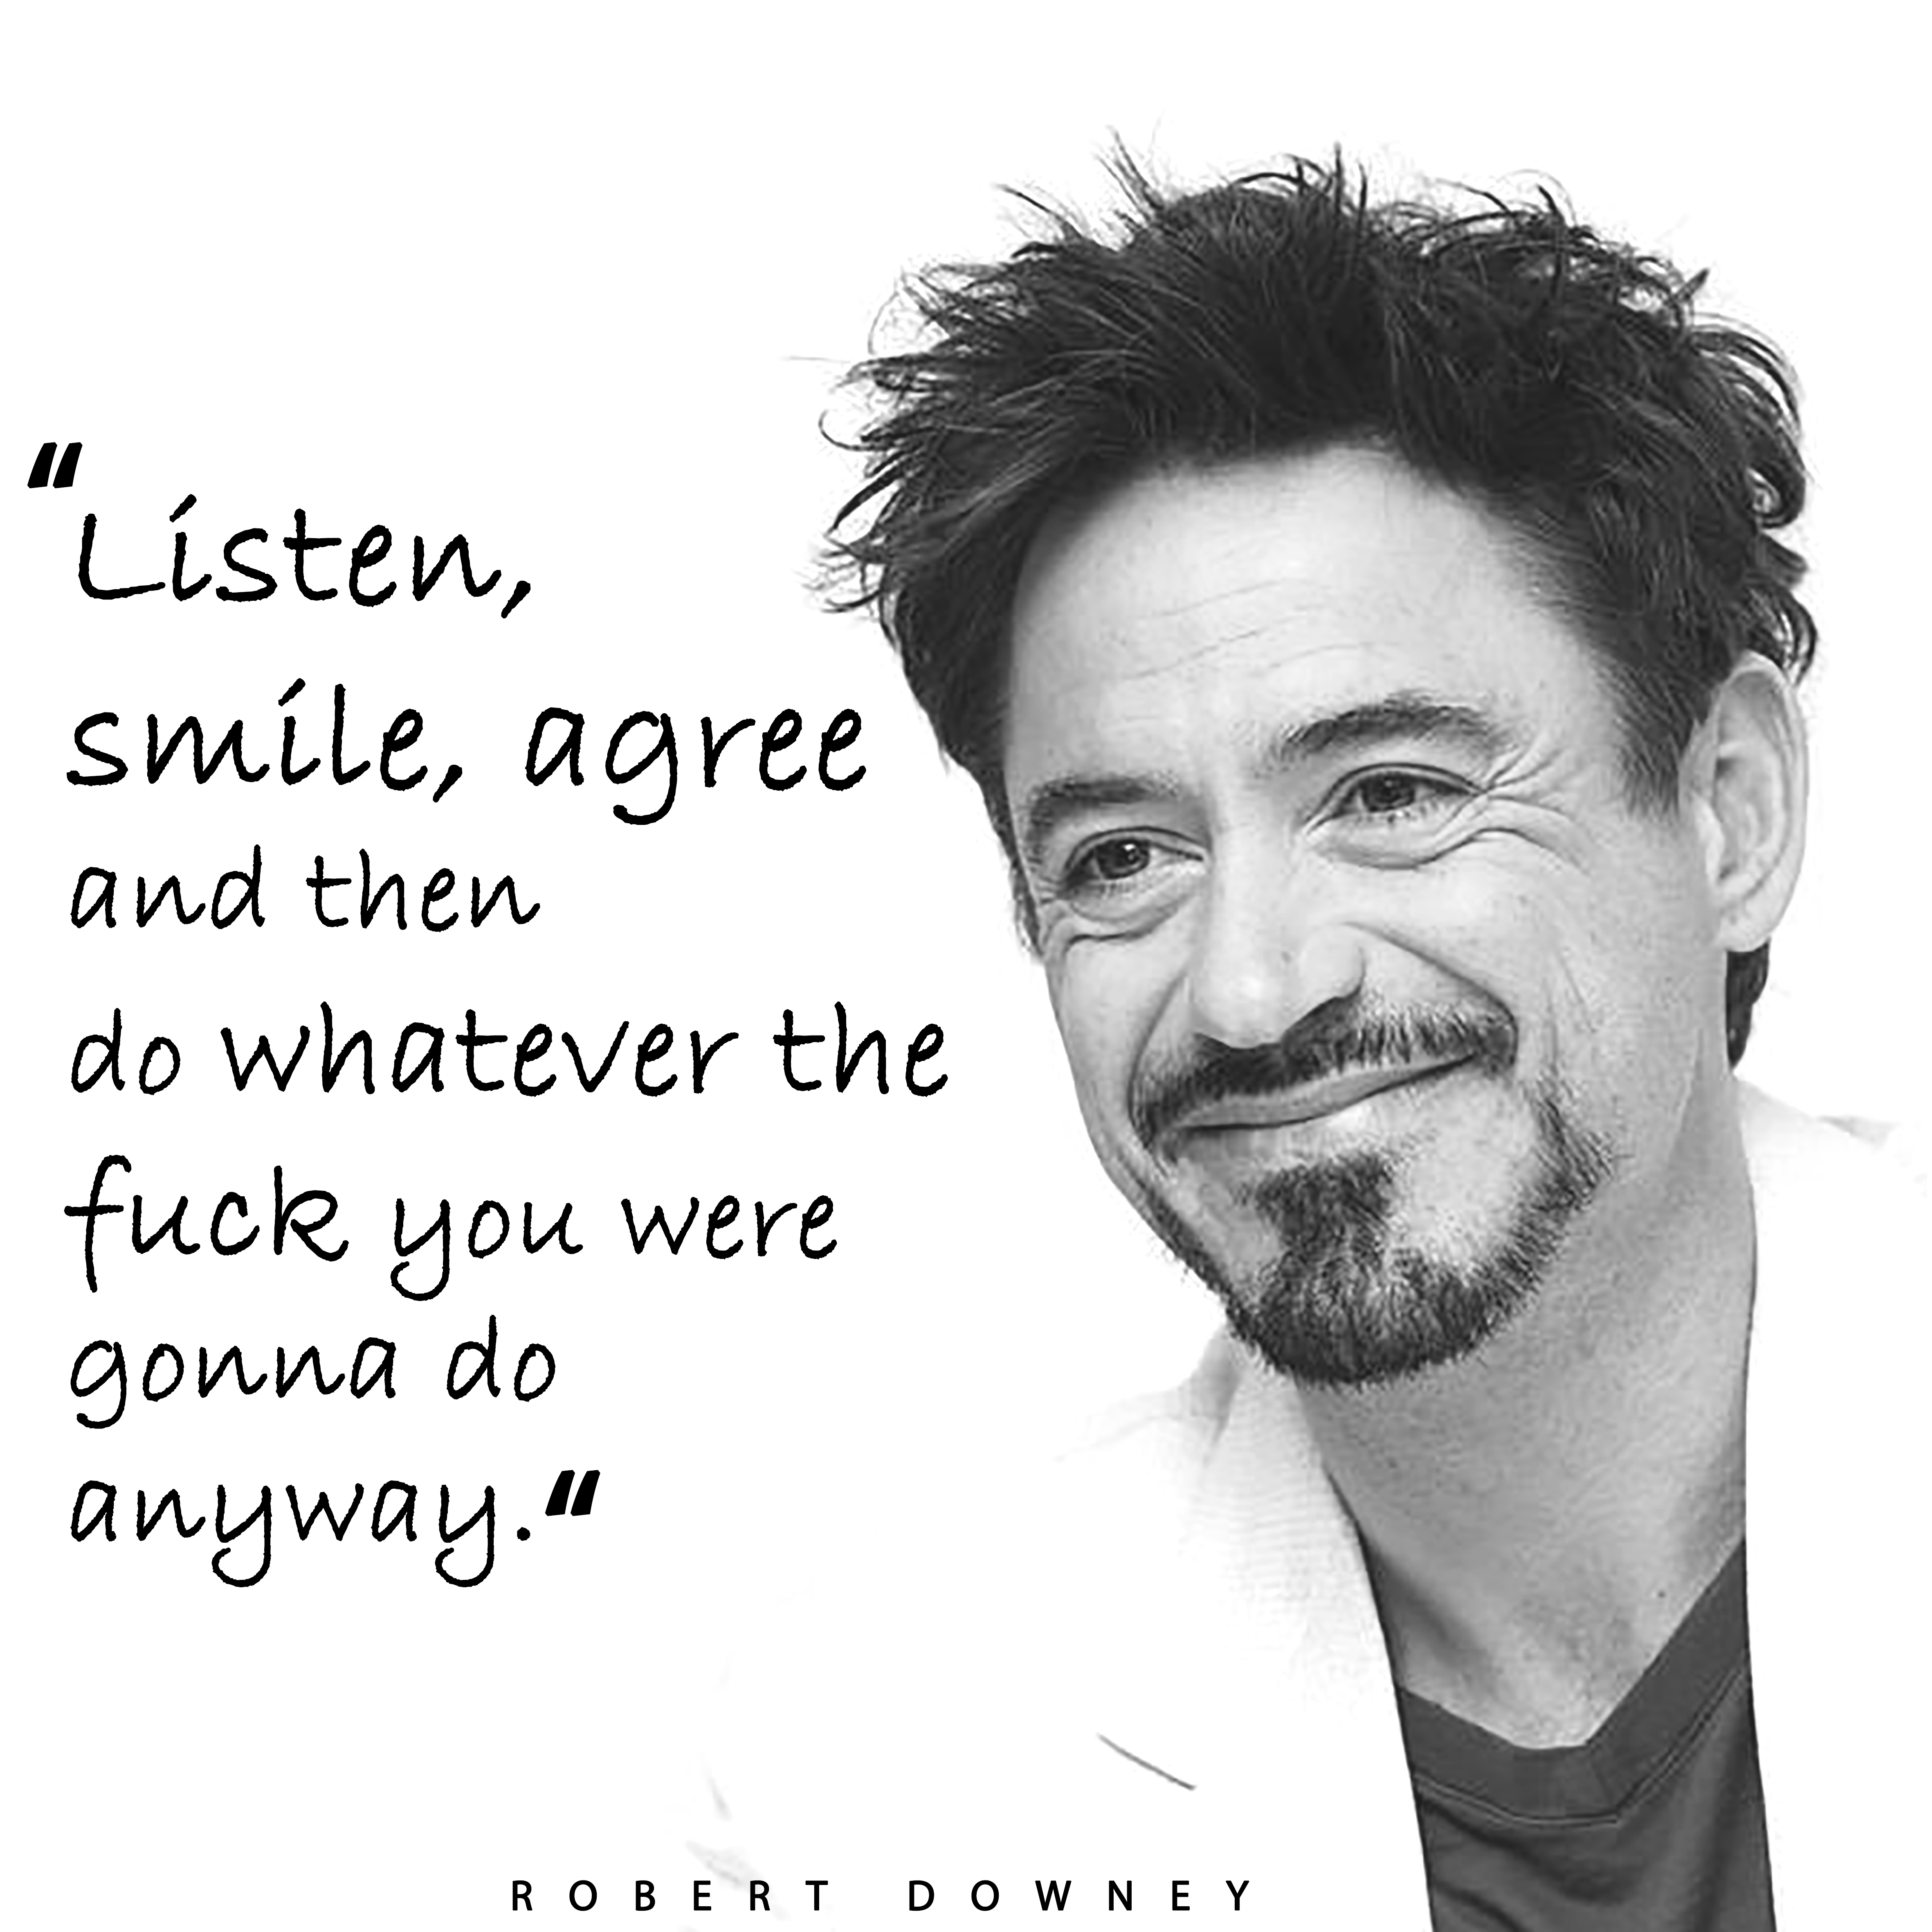 “Listen,
smile, agree
and then
do whatever the
fuck you were
gonna do
anyway.“
ROBERT DOWNEY